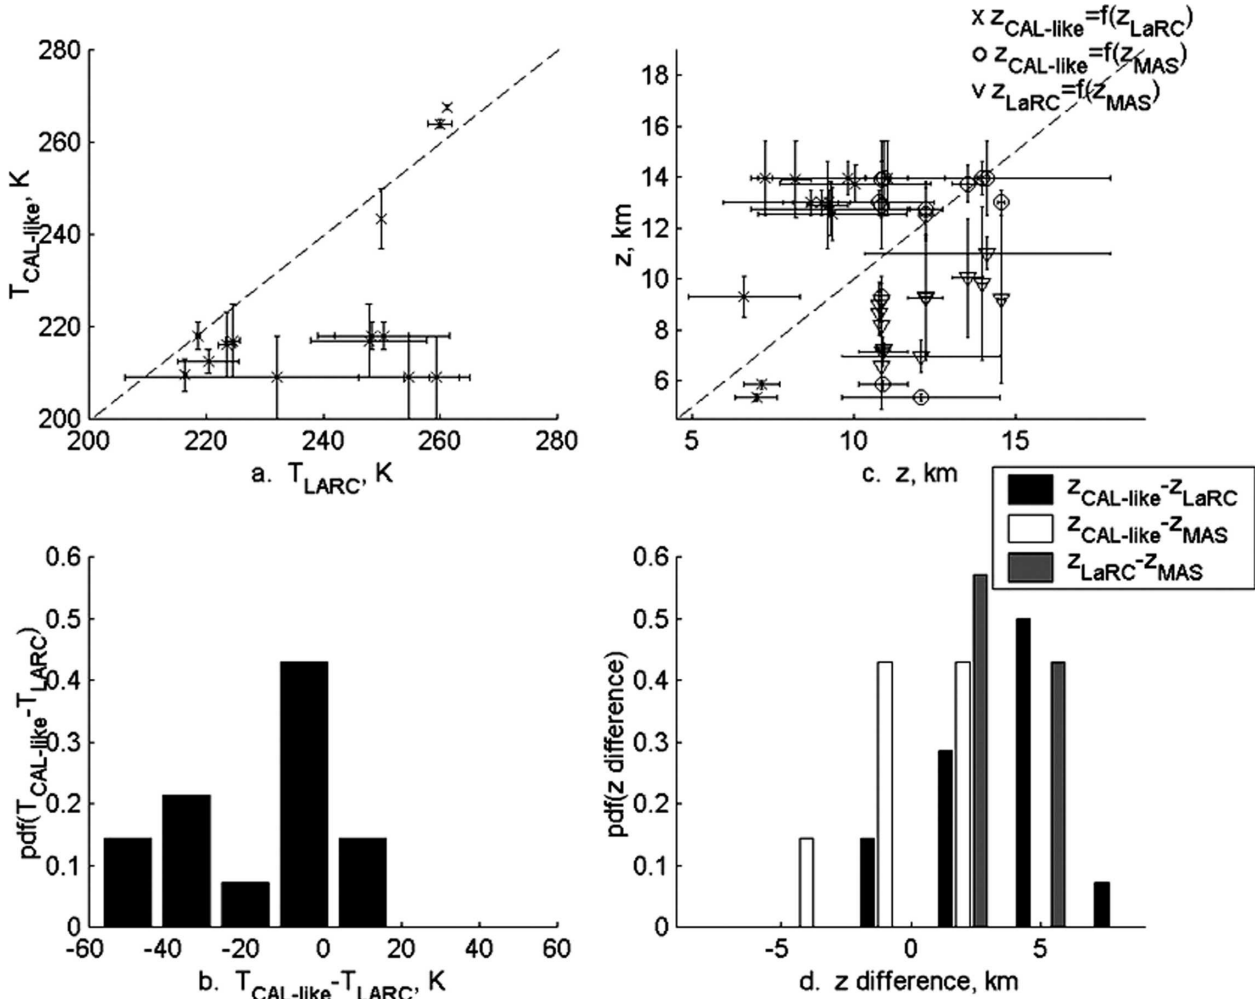 280
260
240
220
200
T_CAL-like, K
200 220 240 260 280
a. T_LARC, K
x z_CAL-like=f(z_LaRC)
o z_CAL-like=f(z_MAS)
v z_LaRC=f(z_MAS)
18
16
14
12
10
8
6
z, km
5 10 15
c. z, km
0.6
0.5
0.4
0.3
0.2
0.1
0
pdf(T_CAL-like-T_LARC)
-60 -40 -20 0 20 40 60
b. T_CAL-like-T_LARC, K
z_CAL-like-z_LaRC
z_CAL-like-z_MAS
z_LaRC-z_MAS
0.6
0.5
0.4
0.3
0.2
0.1
0
pdf(z difference)
-5 0 5
d. z difference, km